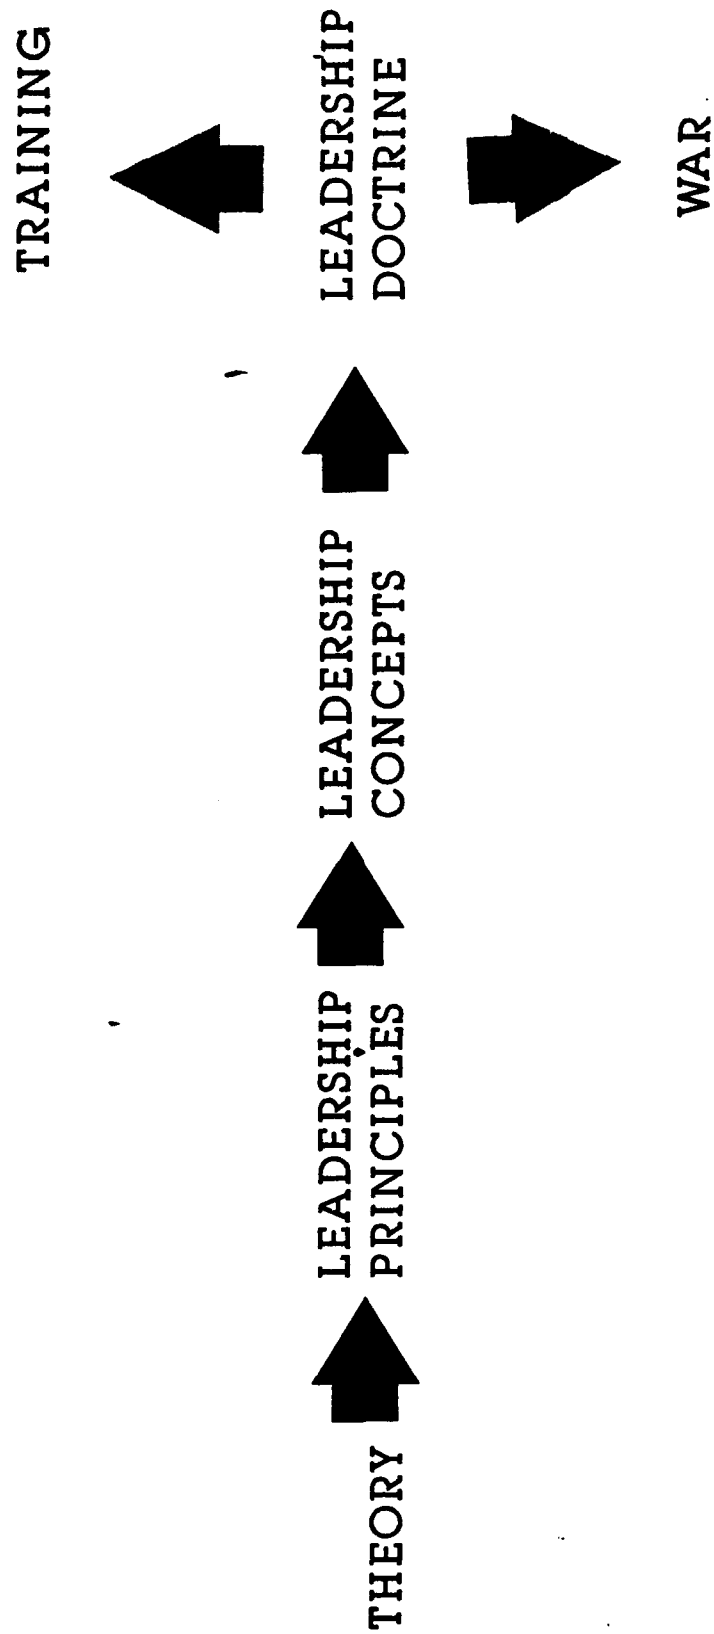 THEORY
LEADERSHIP
PRINCIPLES
LEADERSHIP
CONCEPTS
LEADERSHIP
DOCTRINE
TRAINING
WAR